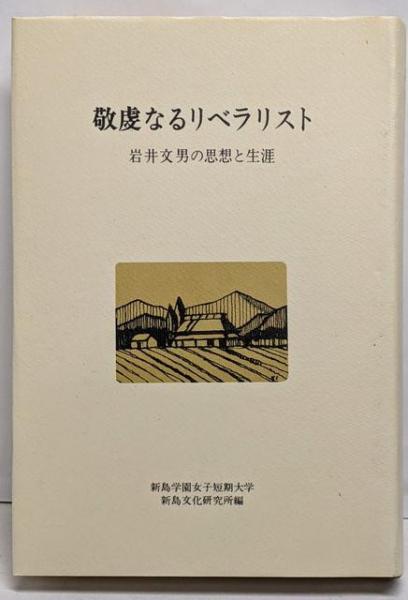 敬虔なるリベラリスト
岩井文男の思想と生涯
新島学園女子短期大学
新島文化研究所編